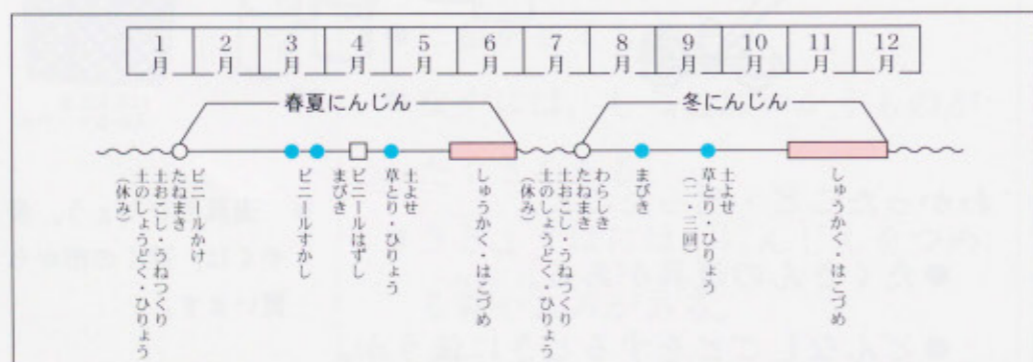 1月 2月 3月 4月 5月 6月 7月 8月 9月 10月 11月 12月
春夏にんじん
冬にんじん
ビニールかけ
たねまき
土おこし・うねつくり
土のしょうどく・ひりょう
(休み)
ビニールすかし
ビニールはずし
まびき
土よせ
草とり・ひりょう
しゅうかく・はこづめ
わらしき
たねまき
土おこし・うねつくり
土のしょうどく・ひりょう
(休み)
まびき
土よせ
草とり・ひりょう
(二・三回)
しゅうかく・はこづめ